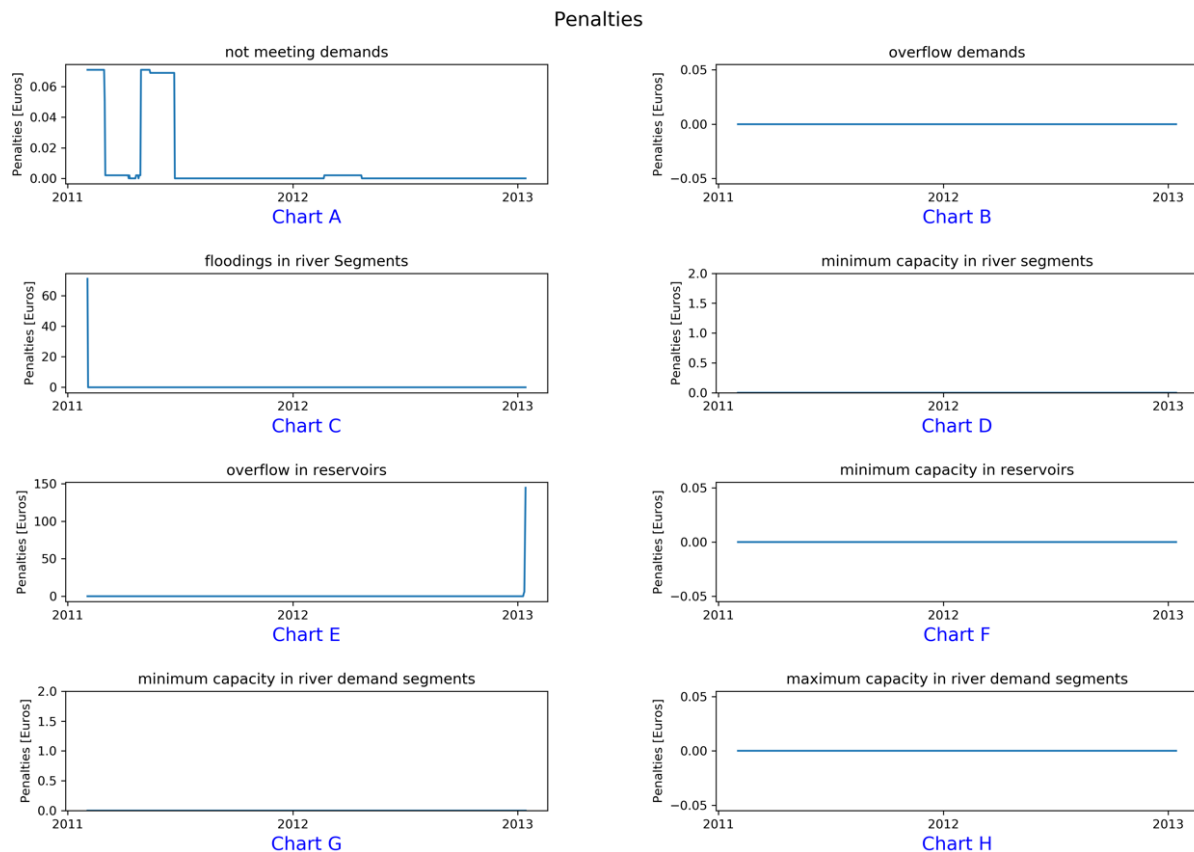 Penalties
not meeting demands
Penalties [Euros]
0.06
0.04
0.02
0.00
2011
2012
2013
Chart A
overflow demands
Penalties [Euros]
0.05
0.00
−0.05
2011
2012
2013
Chart B
floodings in river Segments
Penalties [Euros]
60
40
20
0
2011
2012
2013
Chart C
minimum capacity in river segments
Penalties [Euros]
2.0
1.5
1.0
0.5
0.0
2011
2012
2013
Chart D
overflow in reservoirs
Penalties [Euros]
150
100
50
0
2011
2012
2013
Chart E
minimum capacity in reservoirs
Penalties [Euros]
0.05
0.00
−0.05
2011
2012
2013
Chart F
minimum capacity in river demand segments
Penalties [Euros]
2.0
1.5
1.0
0.5
0.0
2011
2012
2013
Chart G
maximum capacity in river demand segments
Penalties [Euros]
0.05
0.00
−0.05
2011
2012
2013
Chart H